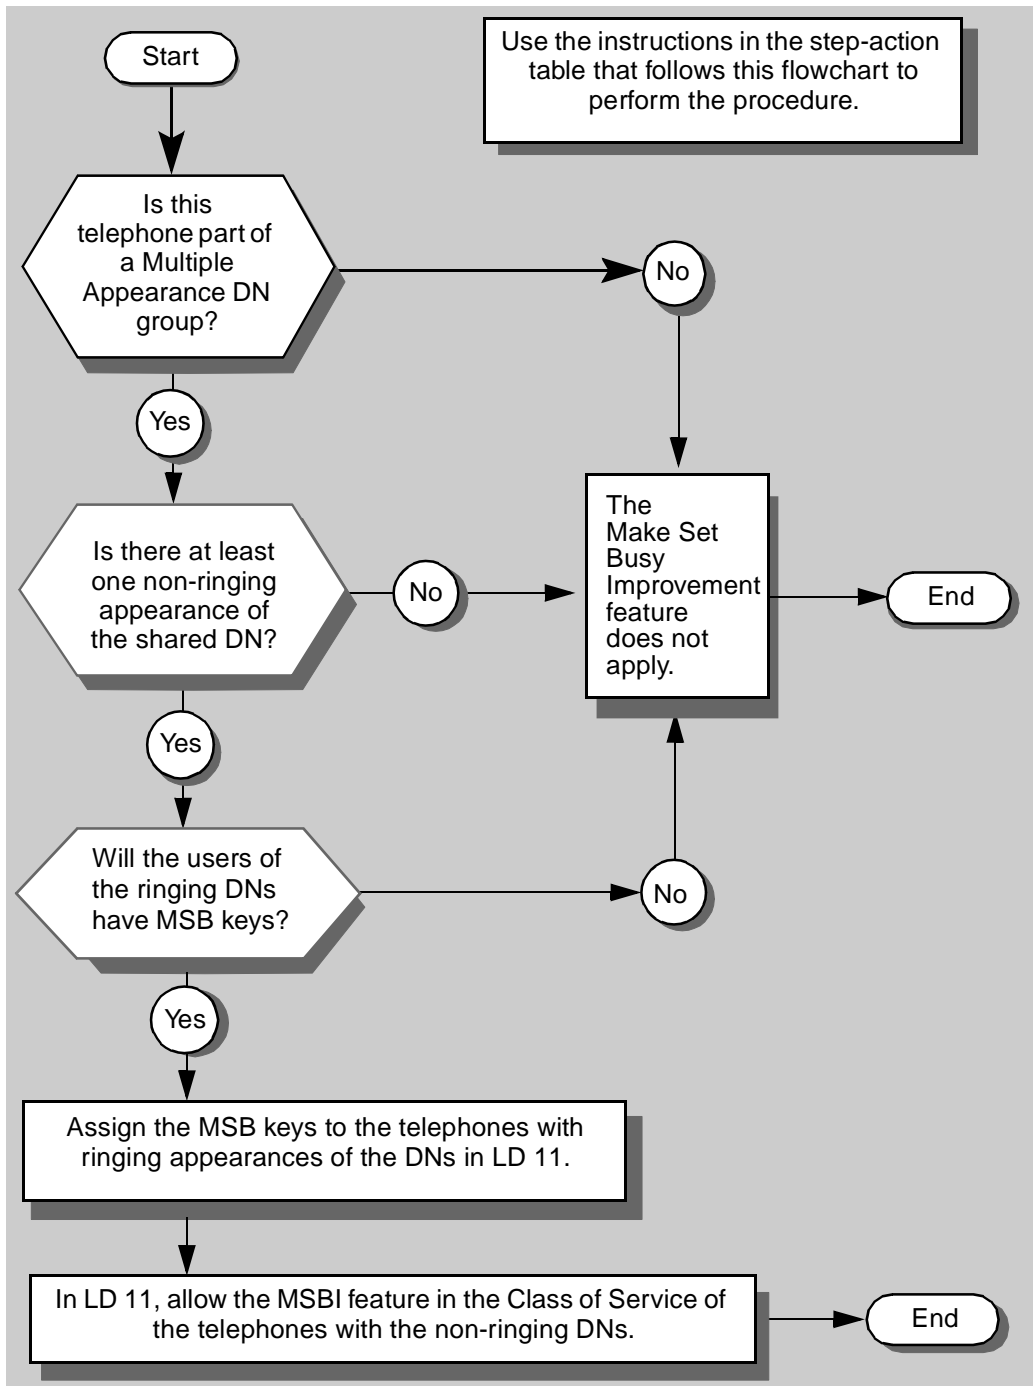 Start
Use the instructions in the step-action
table that follows this flowchart to
perform the procedure.
Is this
telephone part of
a Multiple
Appearance DN
group?
No
Yes
Is there at least
one non-ringing
appearance of
the shared DN?
No
The
Make Set
Busy
Improvement
feature
does not
apply.
End
Yes
Will the users of
the ringing DNs
have MSB keys?
No
Yes
Assign the MSB keys to the telephones with
ringing appearances of the DNs in LD 11.
In LD 11, allow the MSBI feature in the Class of Service of
the telephones with the non-ringing DNs.
End